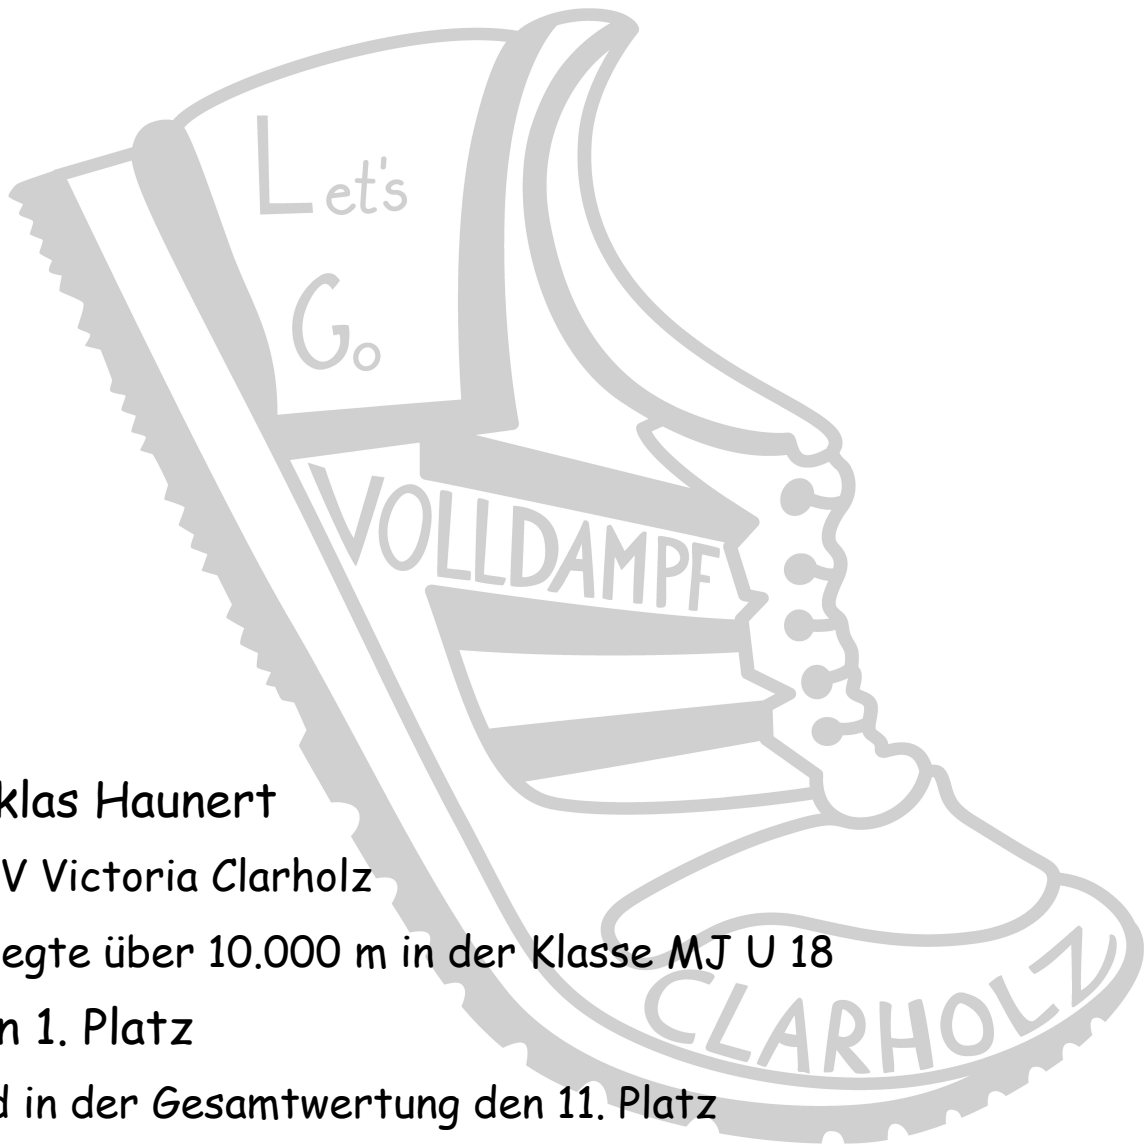 Let's
Go
VOLLDAMPF
klas Haunert
V Victoria Clarholz
egte über 10.000 m in der Klasse MJ U 18
n 1. Platz
d in der Gesamtwertung den 11. Platz
CLARHOLZ